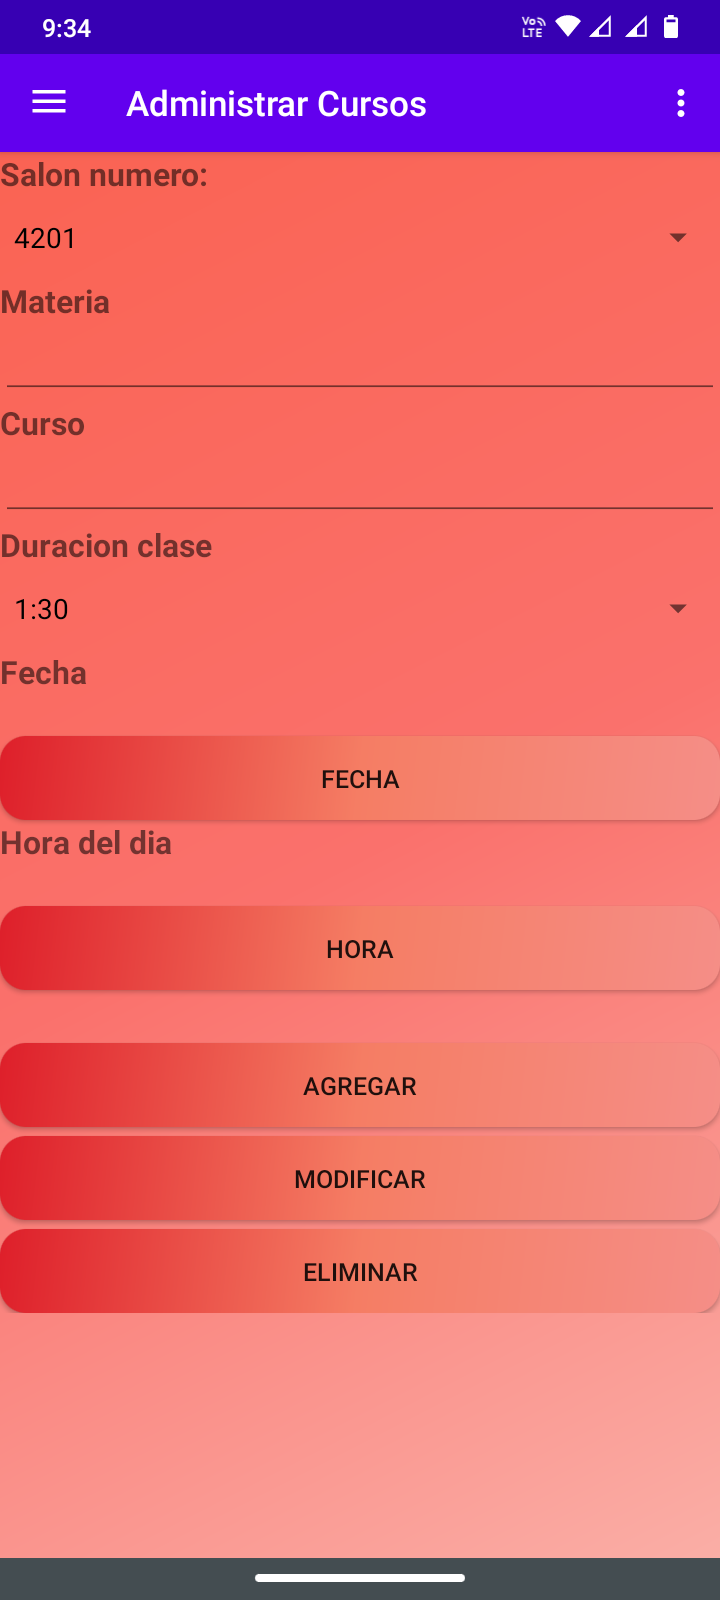 9:34
Vo LTE
Administrar Cursos
Salon numero:
4201
Materia
Curso
Duracion clase
1:30
Fecha
FECHA
Hora del dia
HORA
AGREGAR
MODIFICAR
ELIMINAR